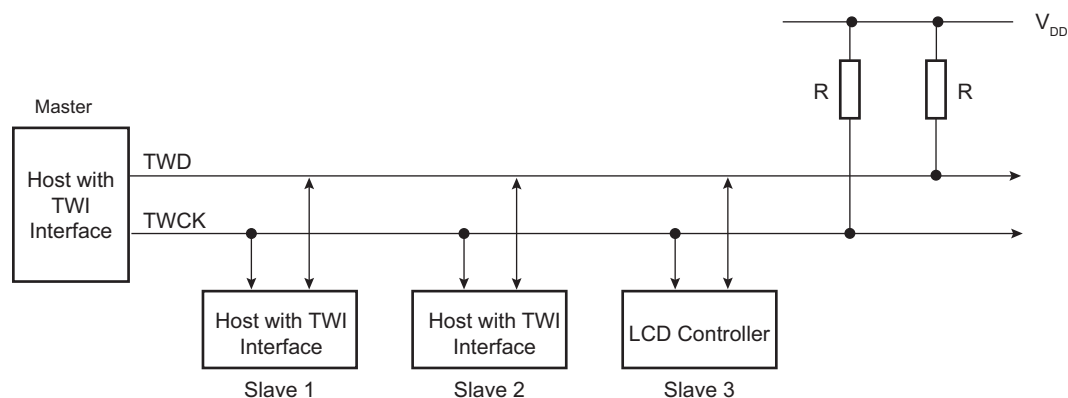 V_DD
R
R
Master
Host with
TWI
Interface
TWD
TWCK
Host with TWI
Interface
Slave 1
Host with TWI
Interface
Slave 2
LCD Controller
Slave 3